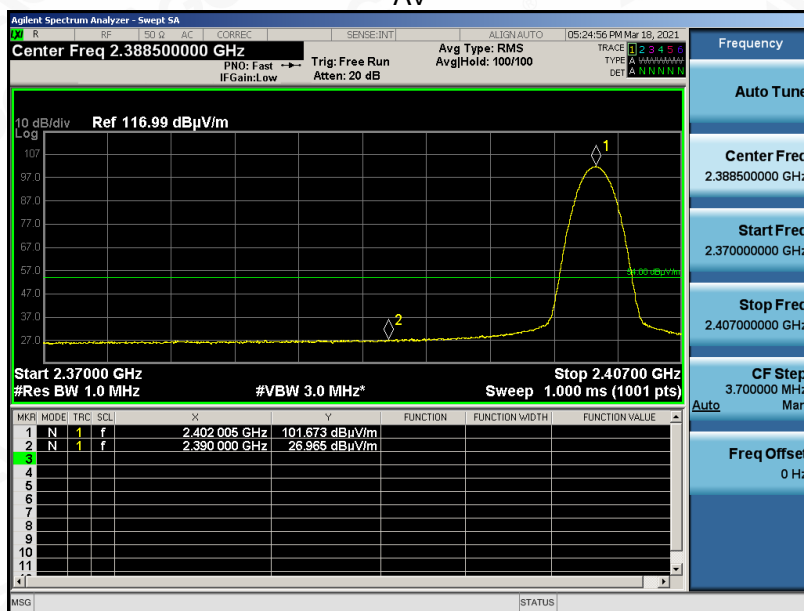 AV
Agilent Spectrum Analyzer - Swept SA
LXI R RF 50 Ω AC CORREC SENSE:INT ALIGN AUTO 05:24:56 PM Mar 18, 2021
Center Freq 2.388500000 GHz
PNO: Fast
IFGain:Low
Trig: Free Run
Atten: 20 dB
Avg Type: RMS
Avg|Hold: 100/100
TRACE 1 2 3 4 5 6
TYPE A WWWWW
DET A N N N N N
Frequency
Auto Tune
Center Freq
2.388500000 GHz
Start Freq
2.370000000 GHz
Stop Freq
2.407000000 GHz
CF Step
3.700000 MHz
Auto Man
Freq Offset
0 Hz
10 dB/div Ref 116.99 dBµV/m
Log
107
97.0
87.0
77.0
67.0
57.0
47.0
37.0
27.0
1
54.00 dBµV/m
2
Start 2.37000 GHz Stop 2.40700 GHz
#Res BW 1.0 MHz #VBW 3.0 MHz* Sweep 1.000 ms (1001 pts)
MKR MODE TRC SCL X Y FUNCTION FUNCTION WIDTH FUNCTION VALUE
1 N 1 f 2.402 005 GHz 101.673 dBµV/m
2 N 1 f 2.390 000 GHz 26.965 dBµV/m
3
4
5
6
7
8
9
10
11
MSG STATUS